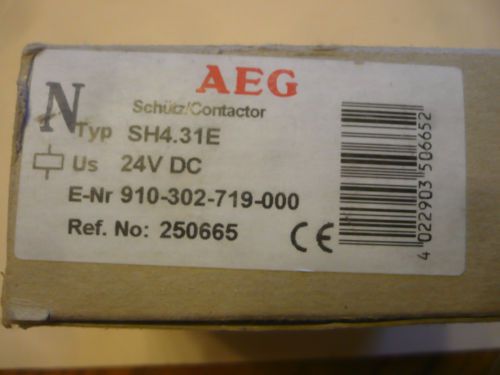 AEG
Schütz/Contactor
N
Typ SH4.31E
Us 24V DC
E-Nr 910-302-719-000
Ref. No: 250665
CE
4 022903 506652